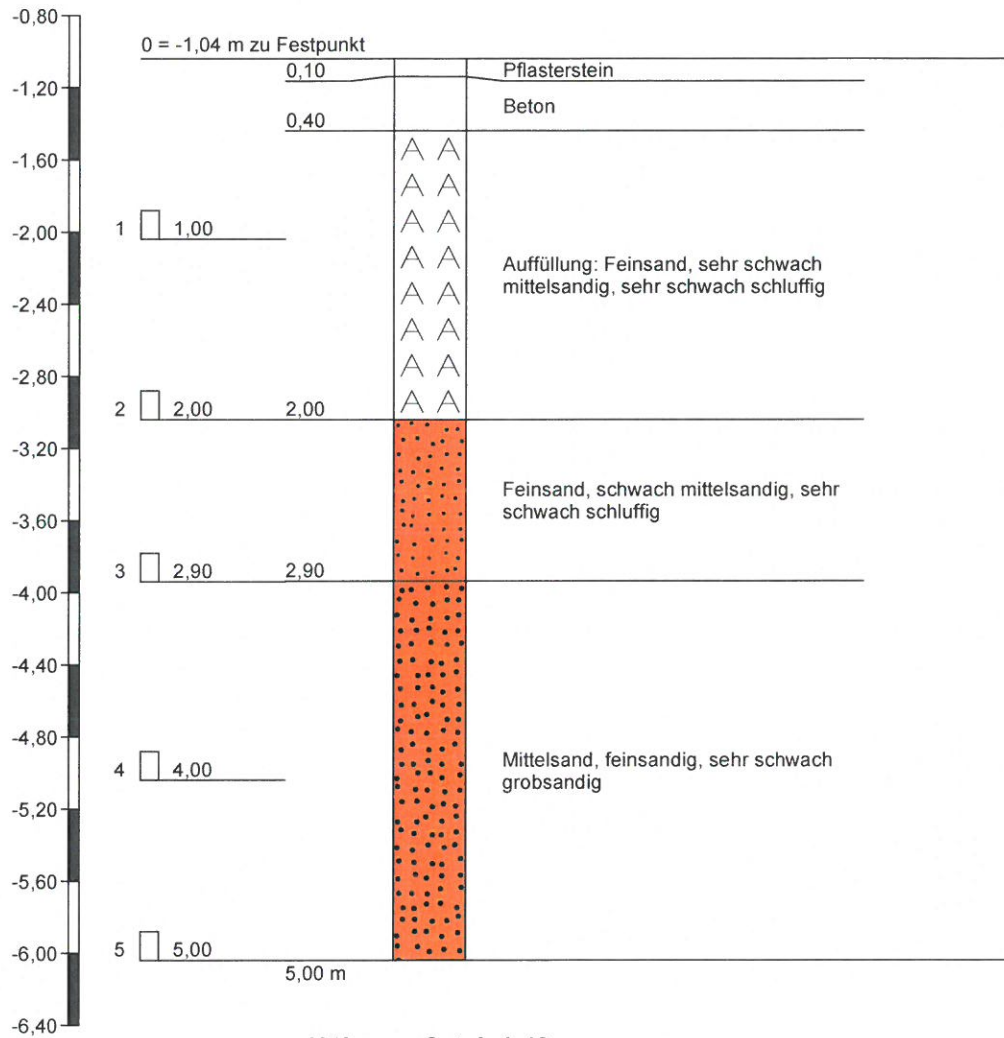 -0,80
0 = -1,04 m zu Festpunkt
0,10
Pflasterstein
-1,20
Beton
0,40
-1,60
A A
A A
1
1,00
A A
-2,00
A A
Auffüllung: Feinsand, sehr schwach
mittelsandig, sehr schwach schluffig
-2,40
A A
A A
-2,80
A A
A A
2
2,00
2,00
-3,20
Feinsand, schwach mittelsandig, sehr
schwach schluffig
-3,60
3
2,90
2,90
-4,00
-4,40
-4,80
Mittelsand, feinsandig, sehr schwach
grobsandig
4
4,00
-5,20
-5,60
5
5,00
-6,00
5,00 m
-6,40